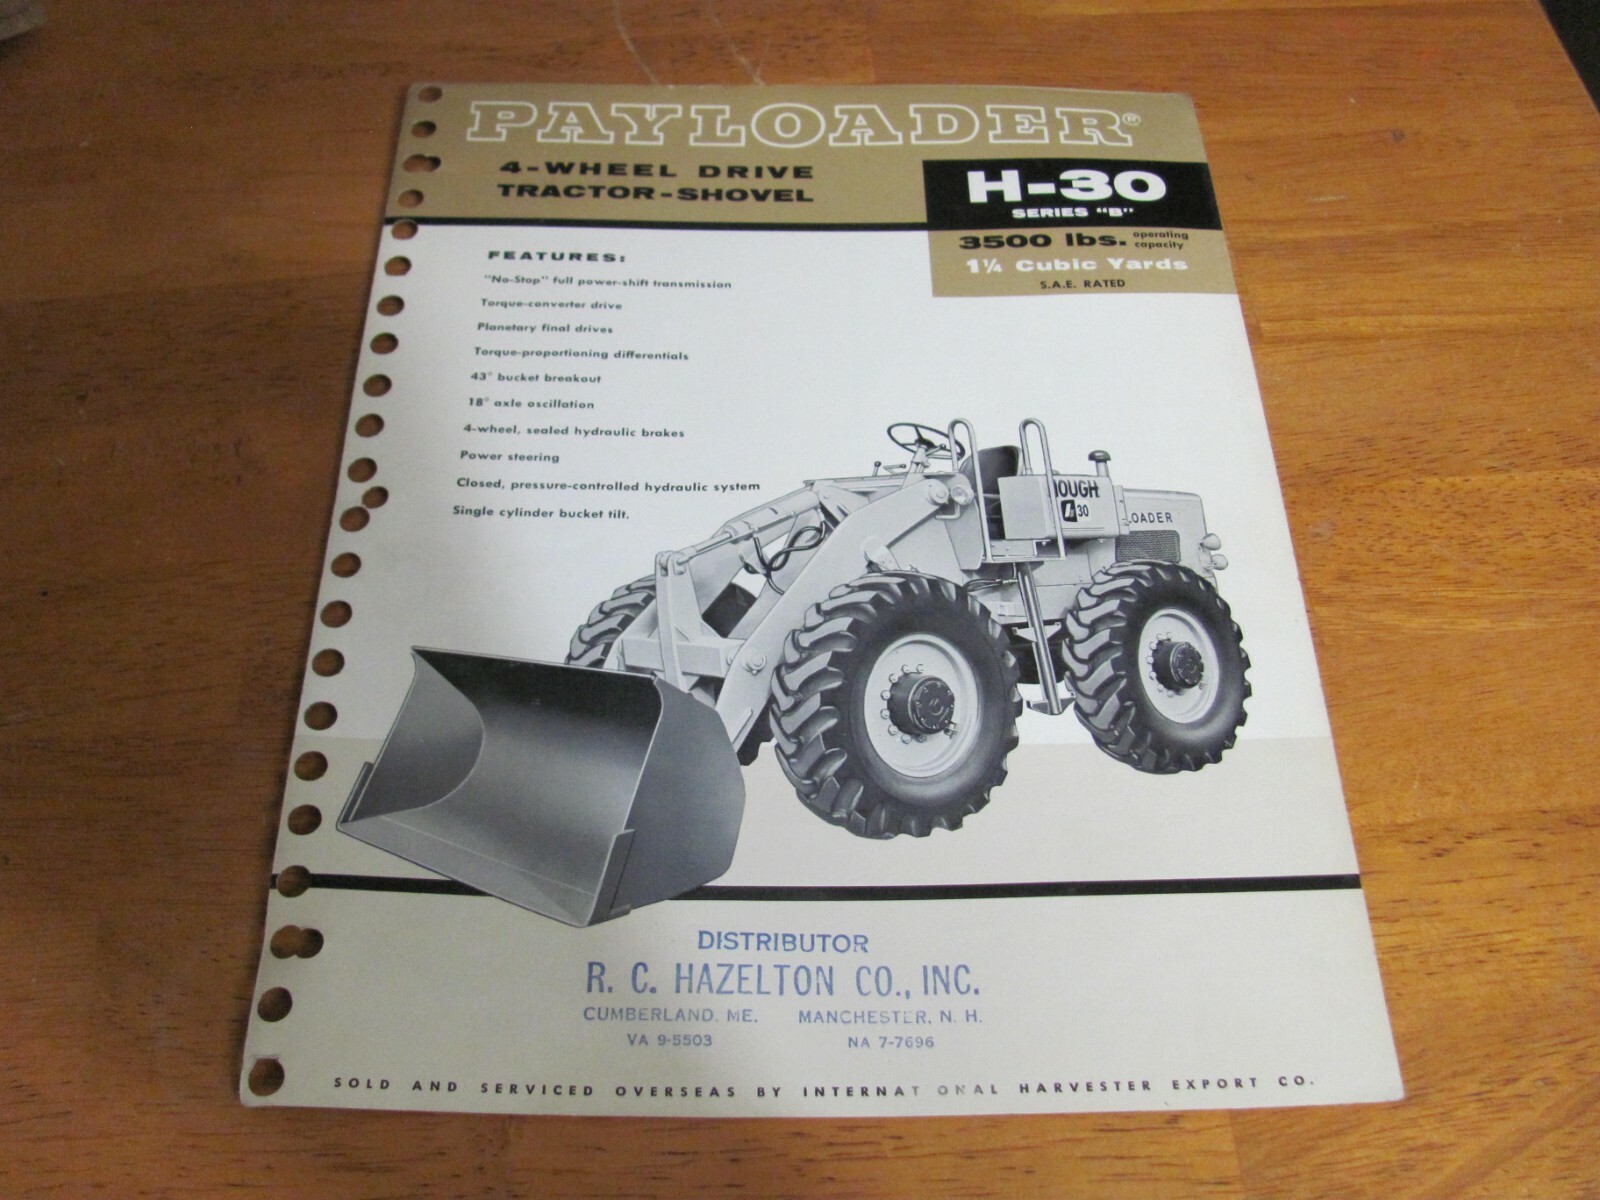 PAYLOADER®
4-WHEEL DRIVE
TRACTOR-SHOVEL
H-30
SERIES "B"
3500 lbs. operating capacity
1¼ Cubic Yards
S.A.E. RATED
FEATURES:
"No-Stop" full power-shift transmission
Torque-converter drive
Planetary final drives
Torque-proportioning differentials
43° bucket breakout
18° axle oscillation
4-wheel, sealed hydraulic brakes
Power steering
Closed, pressure-controlled hydraulic system
Single cylinder bucket tilt.
OUGH
30
LOADER
DISTRIBUTOR
R. C. HAZELTON CO., INC.
CUMBERLAND, ME. MANCHESTER, N. H.
VA 9-5503 NA 7-7696
SOLD AND SERVICED OVERSEAS BY INTERNATIONAL HARVESTER EXPORT CO.